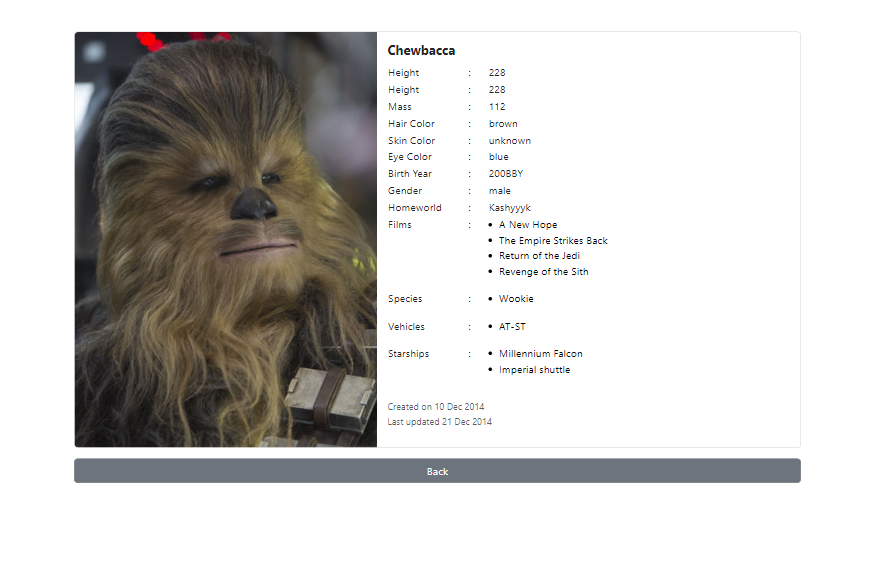 Chewbacca
Height : 228
Height : 228
Mass : 112
Hair Color : brown
Skin Color : unknown
Eye Color : blue
Birth Year : 200BBY
Gender : male
Homeworld : Kashyyyk
Films : • A New Hope
• The Empire Strikes Back
• Return of the Jedi
• Revenge of the Sith
Species : • Wookie
Vehicles : • AT-ST
Starships : • Millennium Falcon
• Imperial shuttle
Created on 10 Dec 2014
Last updated 21 Dec 2014
Back